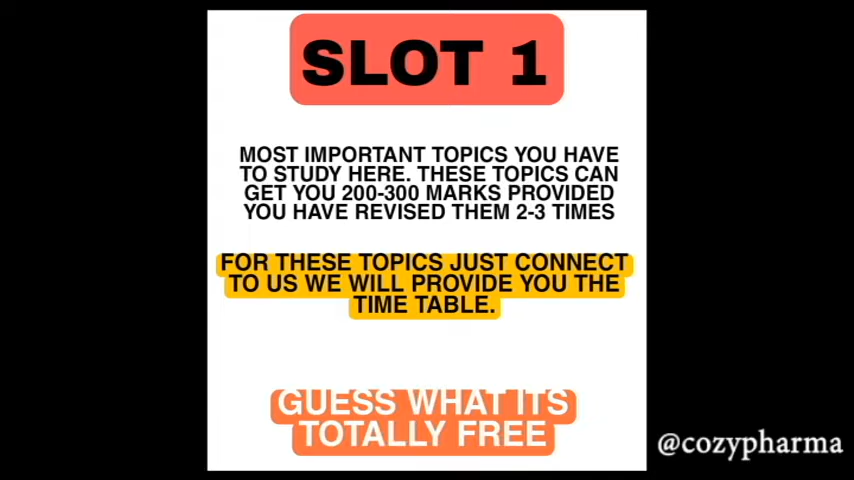 SLOT 1
MOST IMPORTANT TOPICS YOU HAVE
TO STUDY HERE. THESE TOPICS CAN
GET YOU 200-300 MARKS PROVIDED
YOU HAVE REVISED THEM 2-3 TIMES
FOR THESE TOPICS JUST CONNECT
TO US WE WILL PROVIDE YOU THE
TIME TABLE.
GUESS WHAT ITS
TOTALLY FREE
@cozypharma